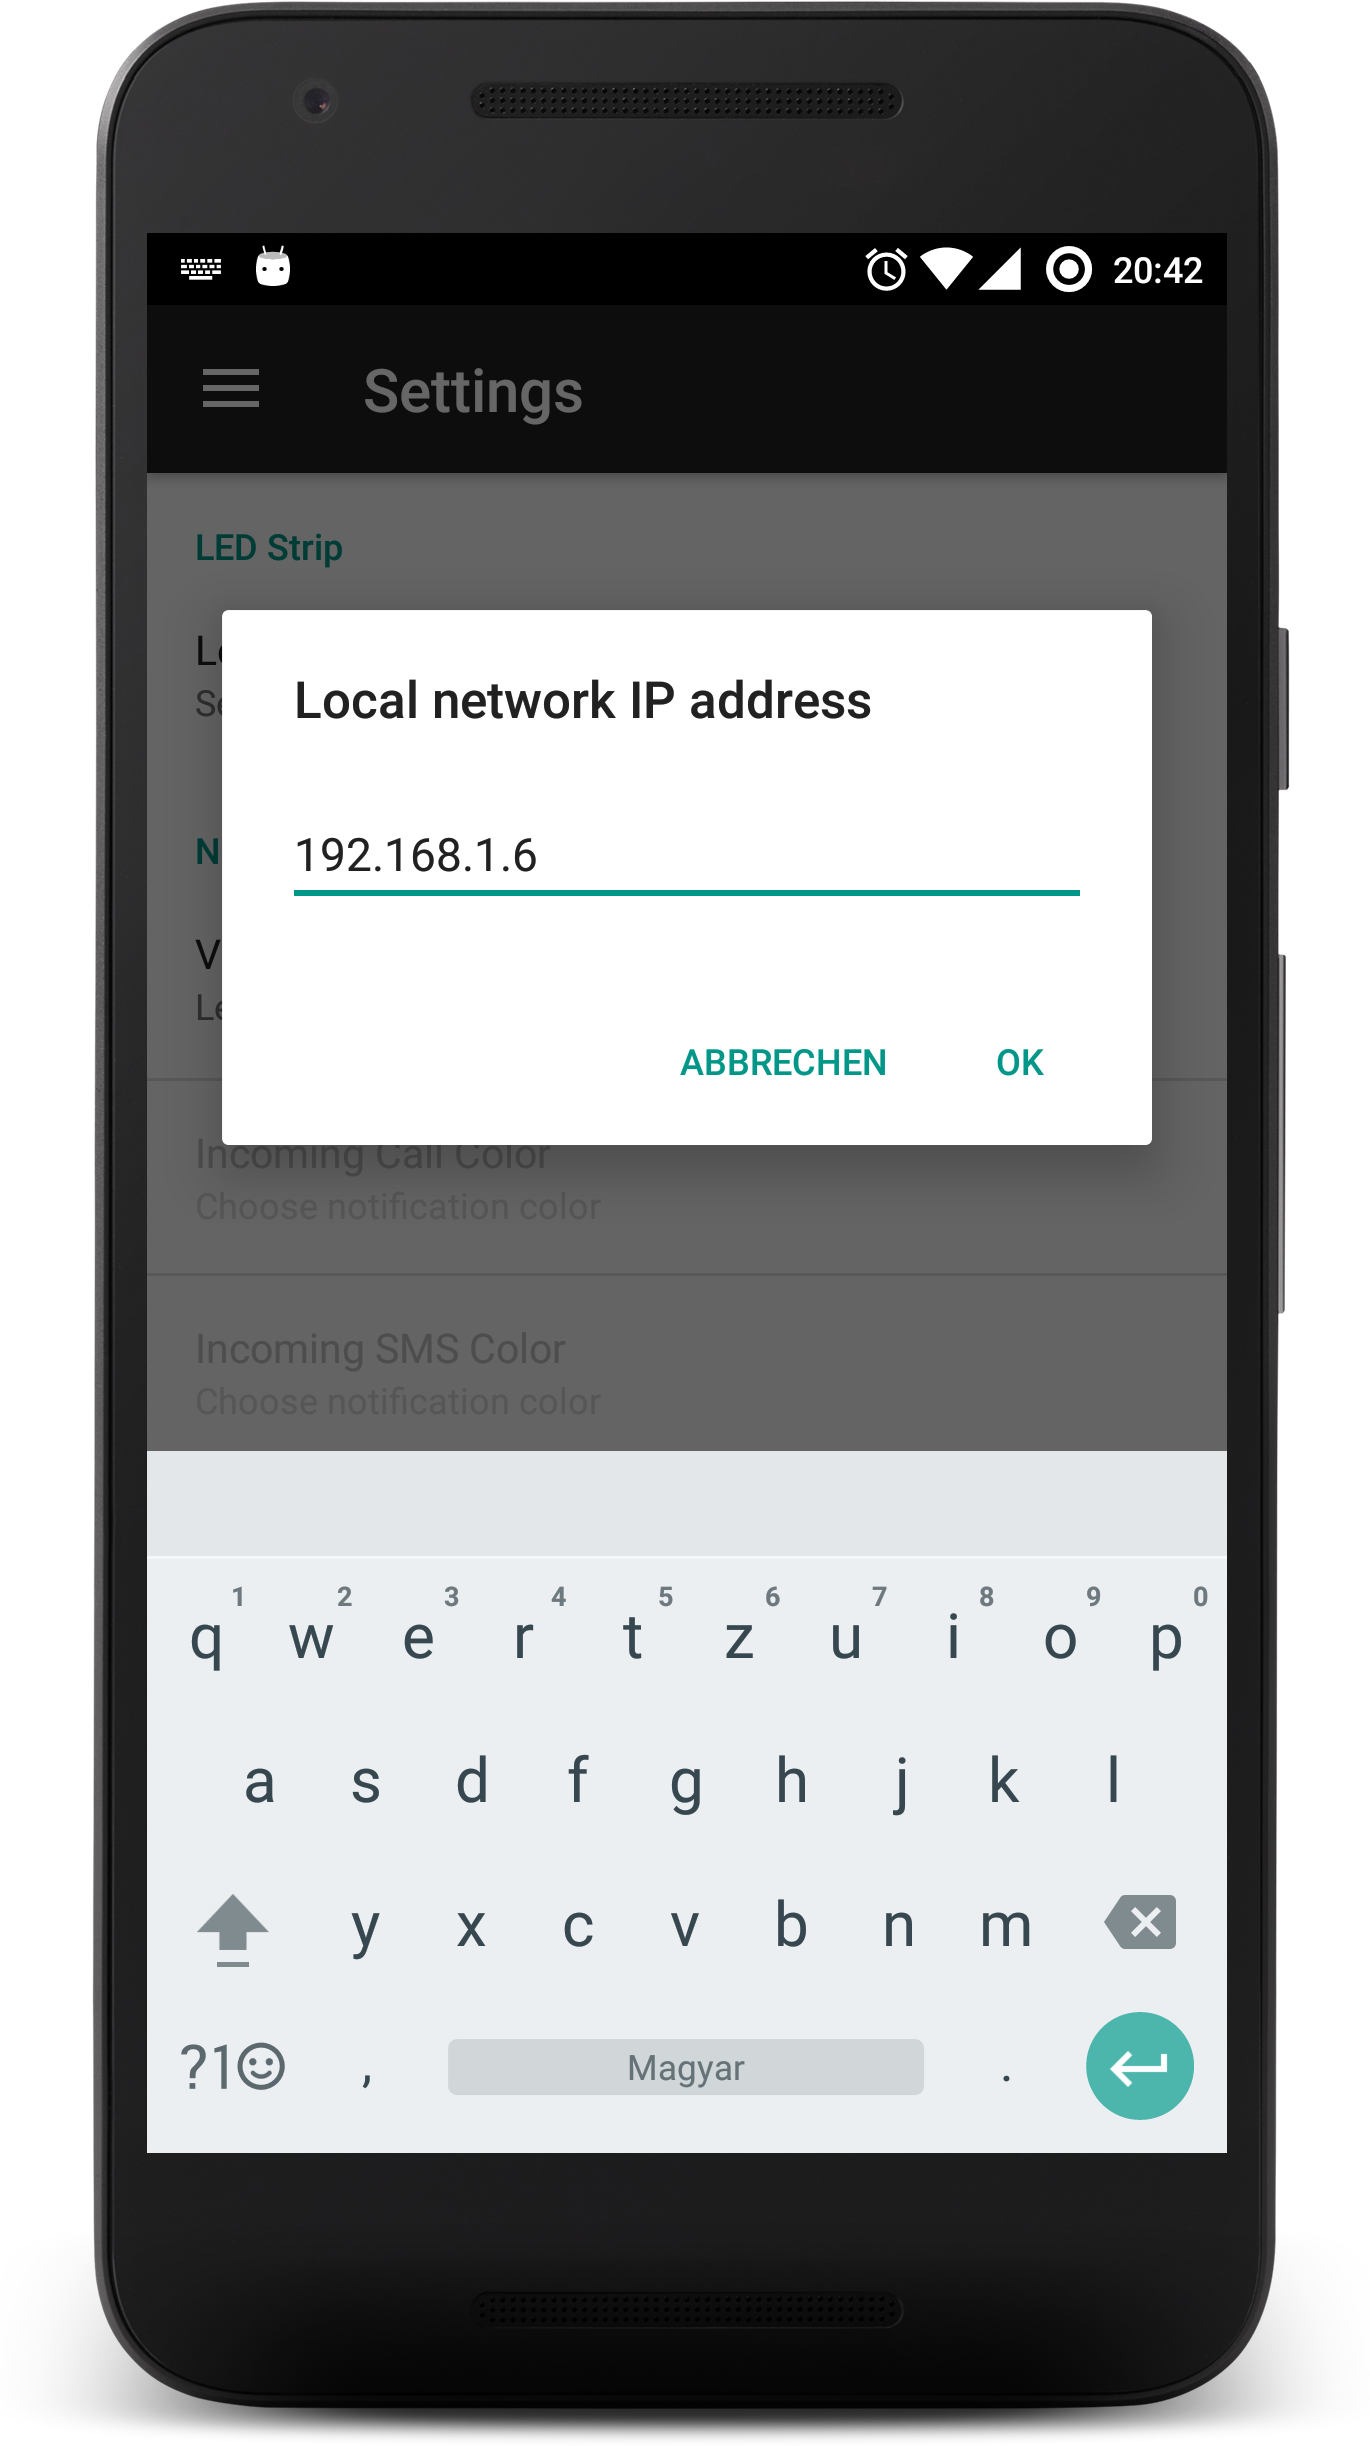 20:42
Settings
LED Strip
Local network IP address
192.168.1.6
ABBRECHEN OK
Incoming Call Color
Choose notification color
Incoming SMS Color
Choose notification color
1 2 3 4 5 6 7 8 9 0
q w e r t z u i o p
a s d f g h j k l
y x c v b n m
?1 , Magyar .